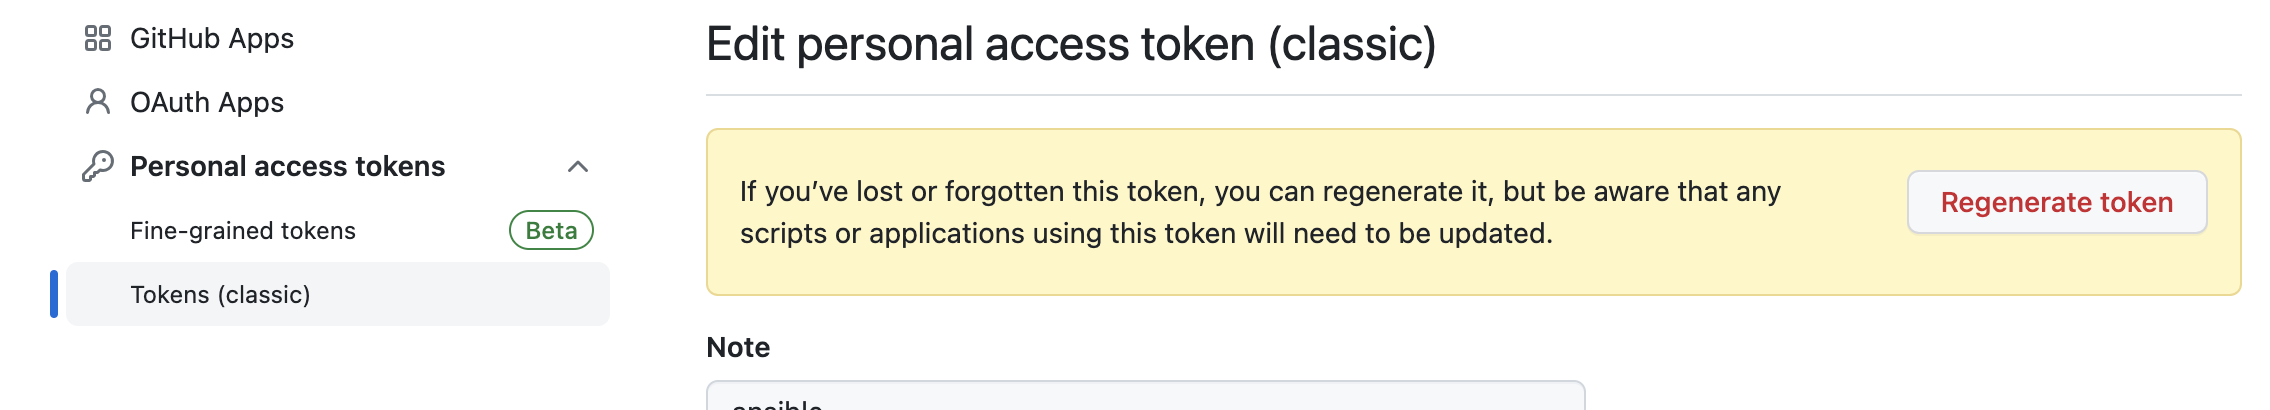 GitHub Apps
OAuth Apps
Personal access tokens
Fine-grained tokens Beta
Tokens (classic)
Edit personal access token (classic)
If you’ve lost or forgotten this token, you can regenerate it, but be aware that any
scripts or applications using this token will need to be updated.
Regenerate token
Note
ansible